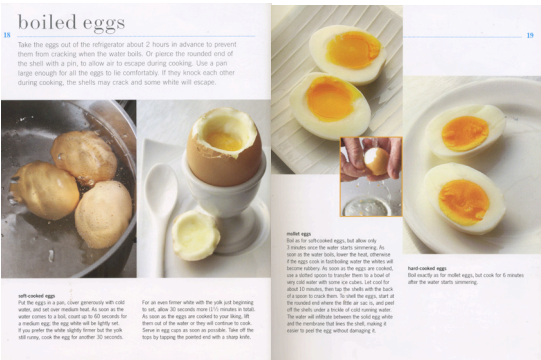 boiled eggs
18
Take the eggs out of the refrigerator about 2 hours in advance to prevent
them from cracking when the water boils. Or pierce the rounded end of
the shell with a pin, to allow air to escape during cooking. Use a pan
large enough for all the eggs to lie comfortably. If they knock each other
during cooking, the shells may crack and some white will escape.
soft-cooked eggs
Put the eggs in a pan, cover generously with cold
water, and set over medium heat. As soon as the
water comes to a boil, count up to 60 seconds for
a medium egg; the egg white will be lightly set.
If you prefer the white slightly firmer but the yolk
still runny, cook the egg for another 30 seconds.
For an even firmer white with the yolk just beginning
to set, allow 30 seconds more (1½ minutes in total).
As soon as the eggs are cooked to your liking, lift
them out of the water or they will continue to cook.
Serve in egg cups as soon as possible. Take off the
tops by tapping the pointed end with a sharp knife.
19
mollet eggs
Boil as for soft-cooked eggs, but allow only
3 minutes once the water starts simmering. As
soon as the water boils, lower the heat, otherwise
if the eggs cook in fast-boiling water the whites will
become rubbery. As soon as the eggs are cooked,
use a slotted spoon to transfer them to a bowl of
very cold water with some ice cubes. Let cool for
about 10 minutes, then tap the shells with the back
of a spoon to crack them. To shell the eggs, start at
the rounded end where the little air sac is, and peel
off the shells under a trickle of cold running water.
The water will infiltrate between the solid egg white
and the membrane that lines the shell, making it
easier to peel the egg without damaging it.
hard-cooked eggs
Boil exactly as for mollet eggs, but cook for 6 minutes
after the water starts simmering.